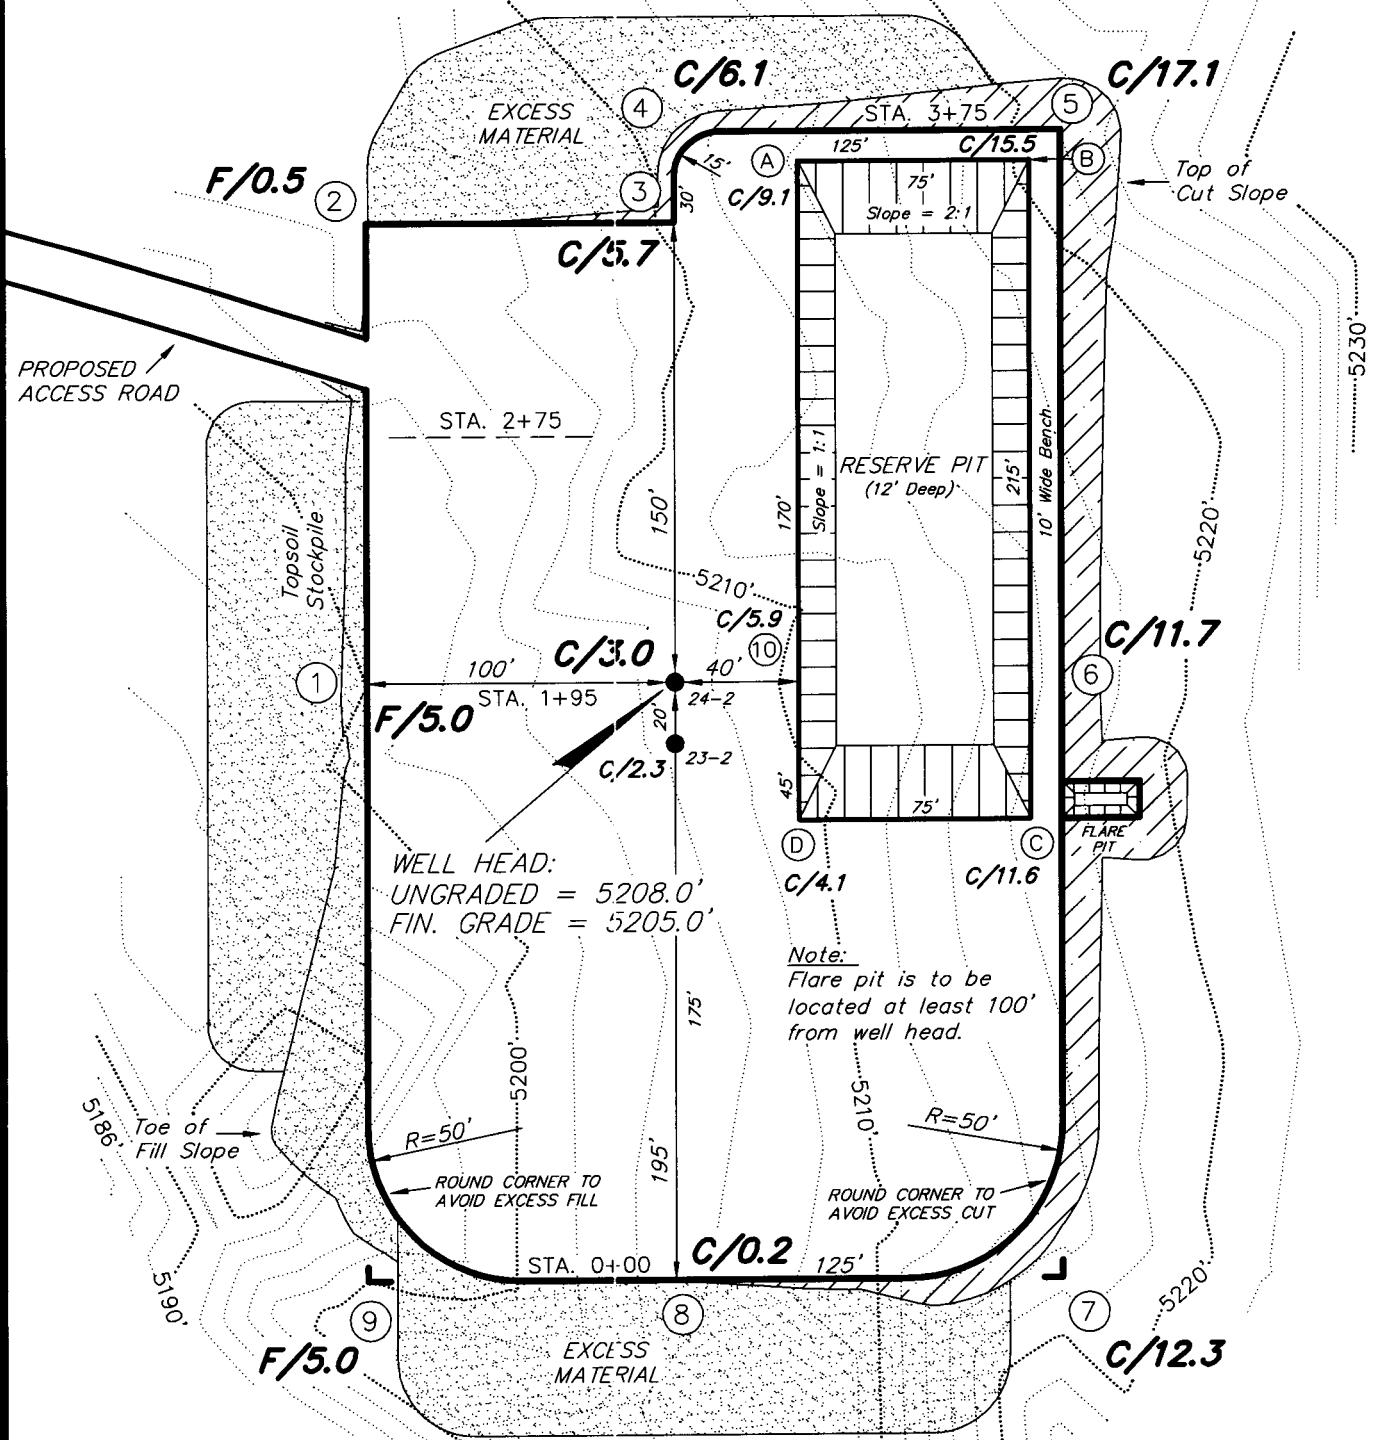 C/6.1
C/17.1
4
5
EXCESS
MATERIAL
STA. 3+75
125'
C/15.5
A
B
15'
Top of
Cut Slope
F/0.5
2
3
30'
C/9.1
75'
Slope = 2:1
C/5.7
5230'
PROPOSED
ACCESS ROAD
STA. 2+75
150'
170'
Slope = 1:1
RESERVE PIT
(12' Deep)
215'
10' Wide Bench
5220'
Topsoil
Stockpile
5210'
C/5.9
10
C/3.0
C/11.7
1
100'
40'
6
STA. 1+95
24-2
F/5.0
20'
23-2
C/2.3
45'
75'
FLARE
PIT
D
C
C/4.1
C/11.6
WELL HEAD:
UNGRADED = 5208.0'
FIN. GRADE = 5205.0'
Note:
Flare pit is to be
located at least 100'
from well head.
175'
5200'
5210'
5186'
Toe of
Fill Slope
R=50'
R=50'
195'
ROUND CORNER TO
AVOID EXCESS FILL
ROUND CORNER TO
AVOID EXCESS CUT
STA. 0+00
C/0.2
125'
5190'
5220'
9
8
7
F/5.0
EXCESS
MATERIAL
C/12.3